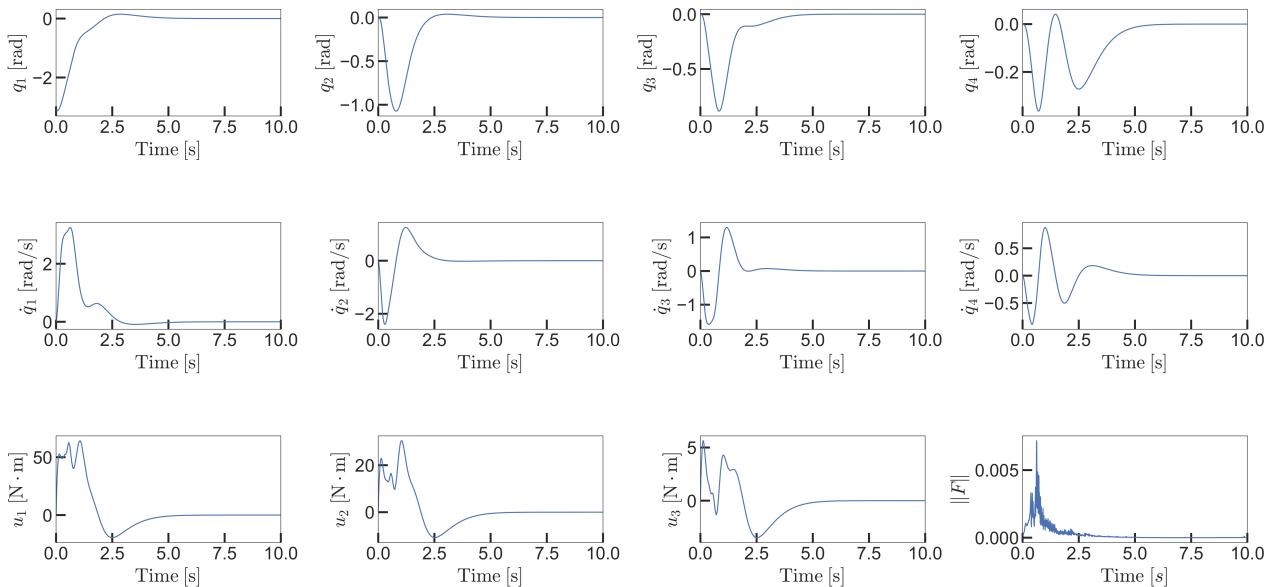 q₁ [rad]
0
−2
0.0 2.5 5.0 7.5 10.0
Time [s]
q₂ [rad]
0.0
−0.5
−1.0
0.0 2.5 5.0 7.5 10.0
Time [s]
q₃ [rad]
0.0
−0.5
0.0 2.5 5.0 7.5 10.0
Time [s]
q₄ [rad]
0.0
−0.2
0.0 2.5 5.0 7.5 10.0
Time [s]
q̇₁ [rad/s]
2
0
0.0 2.5 5.0 7.5 10.0
Time [s]
q̇₂ [rad/s]
0
−2
0.0 2.5 5.0 7.5 10.0
Time [s]
q̇₃ [rad/s]
1
0
−1
0.0 2.5 5.0 7.5 10.0
Time [s]
q̇₄ [rad/s]
0.5
0.0
−0.5
0.0 2.5 5.0 7.5 10.0
Time [s]
u₁ [N · m]
50
0
0.0 2.5 5.0 7.5 10.0
Time [s]
u₂ [N · m]
20
0
0.0 2.5 5.0 7.5 10.0
Time [s]
u₃ [N · m]
5
0
0.0 2.5 5.0 7.5 10.0
Time [s]
||F||
0.005
0.000
0.0 2.5 5.0 7.5 10.0
Time [s]